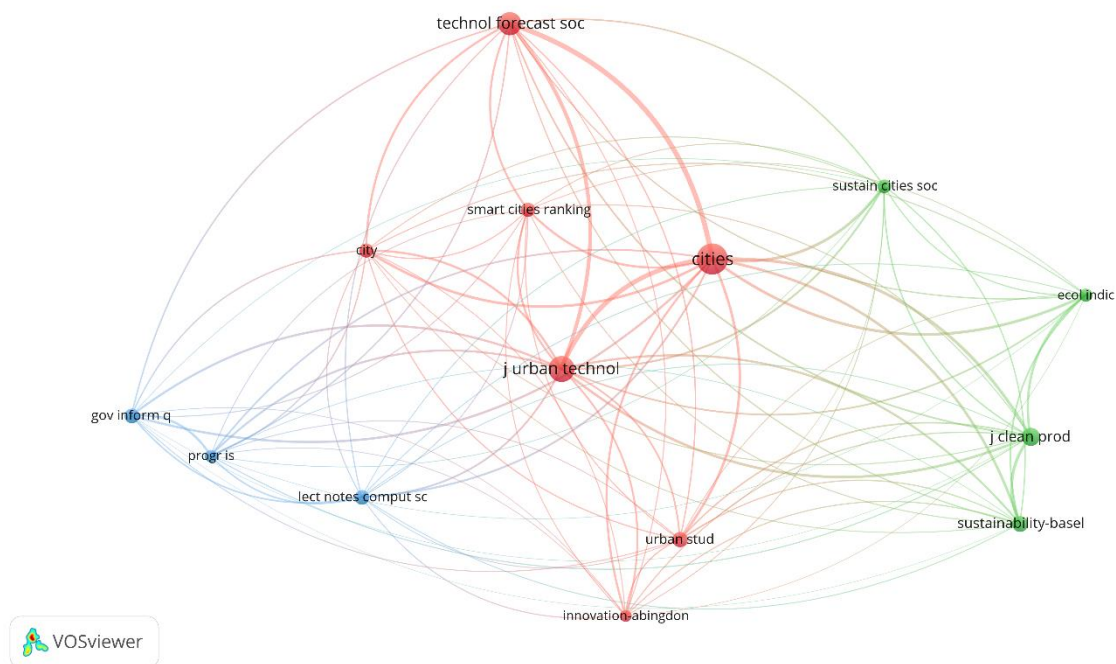 technol forecast soc
sustain cities soc
smart cities ranking
city
cities
ecol indic
j urban technol
gov inform q
j clean prod
progr is
lect notes comput sc
sustainability-basel
urban stud
innovation-abingdon
VOSviewer